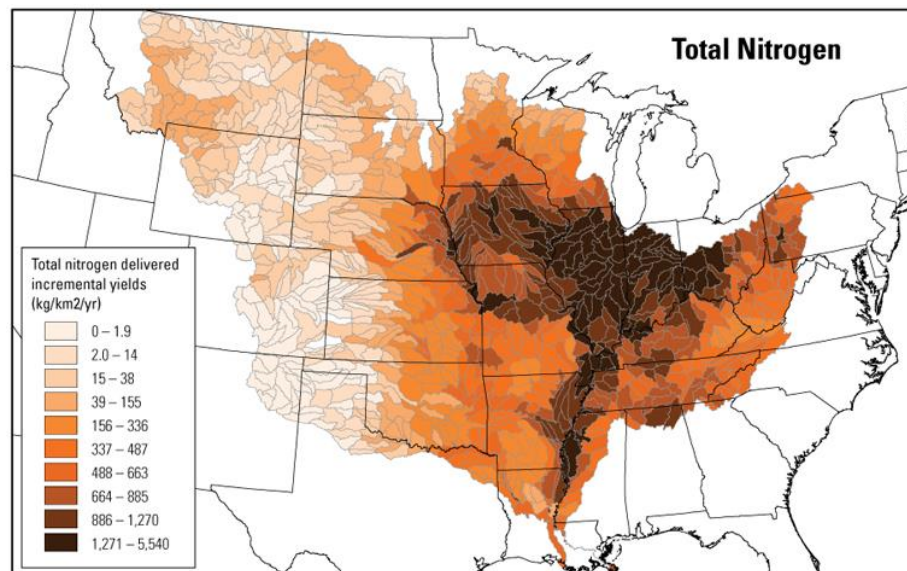 Total Nitrogen
Total nitrogen delivered
incremental yields
(kg/km2/yr)
0 – 1.9
2.0 – 14
15 – 38
39 – 155
156 – 336
337 – 487
488 – 663
664 – 885
886 – 1,270
1,271 – 5,540